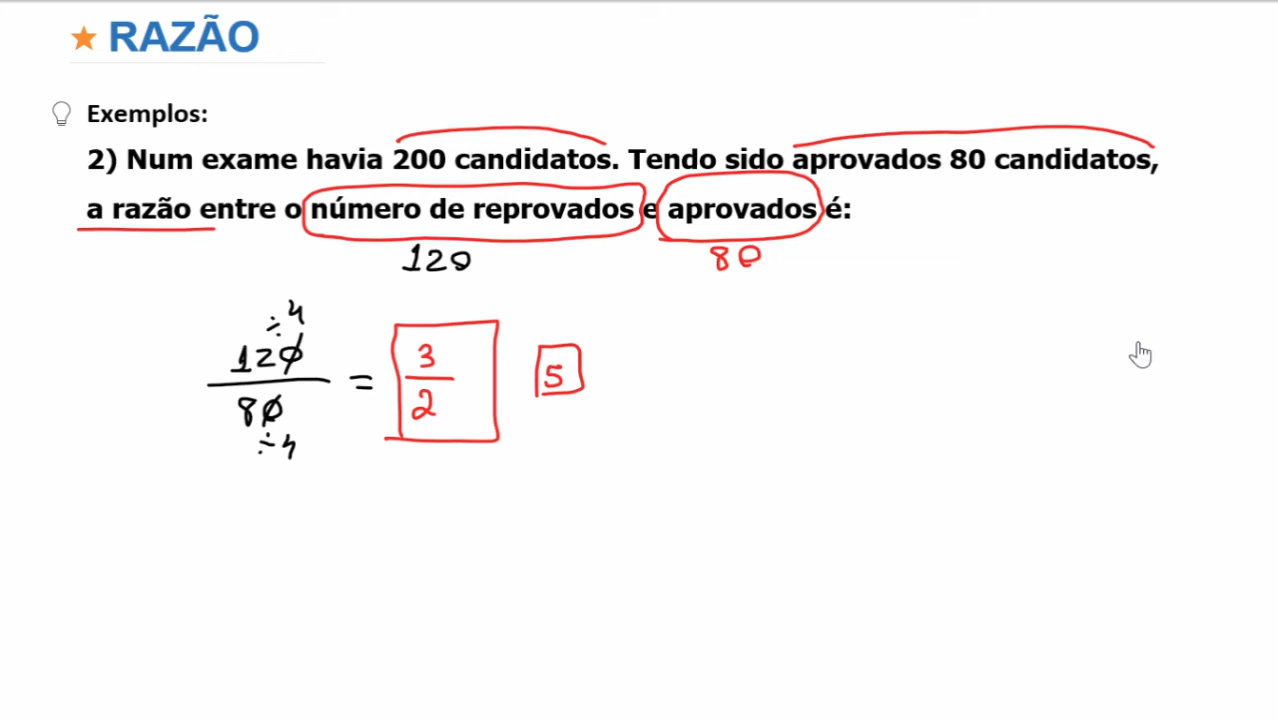 RAZÃO
Exemplos:
2) Num exame havia 200 candidatos. Tendo sido aprovados 80 candidatos,
a razão entre o número de reprovados e aprovados é:
120 80
÷4
120
80
÷4
=
3
2
5